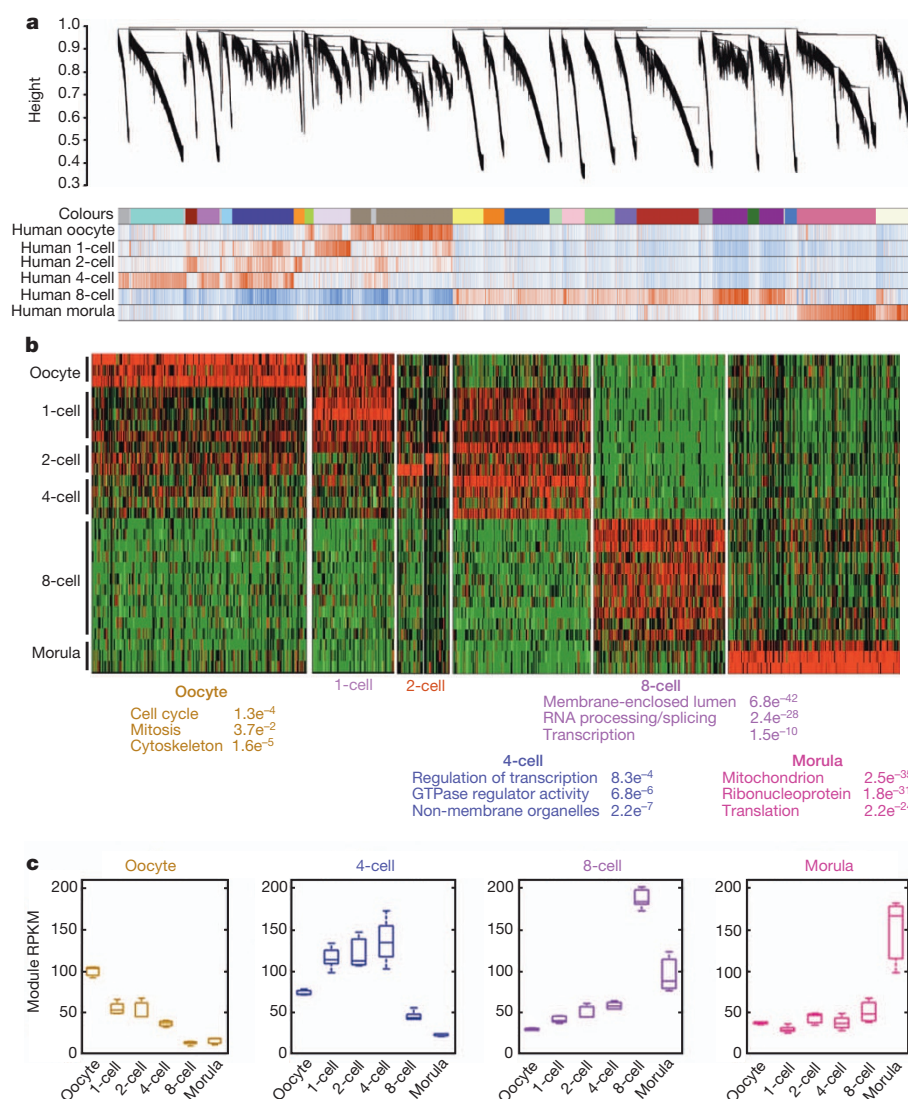 a
1.0
0.9
0.8
0.7
0.6
0.5
0.4
0.3
Height
Colours
Human oocyte
Human 1-cell
Human 2-cell
Human 4-cell
Human 8-cell
Human morula
b
Oocyte
1-cell
2-cell
4-cell
8-cell
Morula
Oocyte
Cell cycle 1.3e–4
Mitosis 3.7e–2
Cytoskeleton 1.6e–5
1-cell
2-cell
8-cell
Membrane-enclosed lumen 6.8e–42
RNA processing/splicing 2.4e–28
Transcription 1.5e–10
4-cell
Regulation of transcription 8.3e–4
GTPase regulator activity 6.8e–6
Non-membrane organelles 2.2e–7
Morula
Mitochondrion 2.5e–35
Ribonucleoprotein 1.8e–31
Translation 2.2e–24
c
Oocyte
4-cell
8-cell
Morula
Module RPKM
200
150
100
50
0
Oocyte
1-cell
2-cell
4-cell
8-cell
Morula
200
150
100
50
0
Oocyte
1-cell
2-cell
4-cell
8-cell
Morula
200
150
100
50
0
Oocyte
1-cell
2-cell
4-cell
8-cell
Morula
200
150
100
50
0
Oocyte
1-cell
2-cell
4-cell
8-cell
Morula